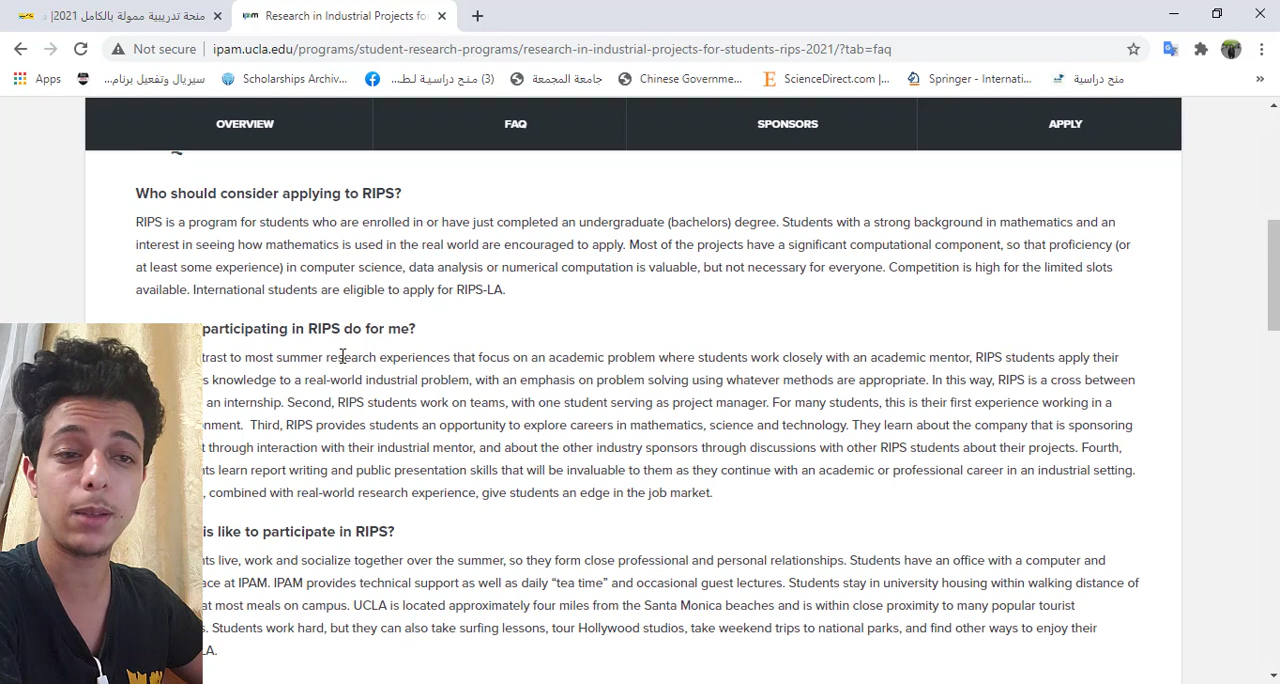 منحة تدريبية ممولة بالكامل 2021|
ipam Research in Industrial Projects for
Not secure ipam.ucla.edu/programs/student-research-programs/research-in-industrial-projects-for-students-rips-2021/?tab=faq
Apps سيريال وتفعيل برنام... Scholarships Archiv... (3) منـح دراسـية لـطـ... جامعة المجمعة Chinese Governme... ScienceDirect.com |... Springer - Internati... منح دراسية »
OVERVIEW FAQ SPONSORS APPLY
Who should consider applying to RIPS?
RIPS is a program for students who are enrolled in or have just completed an undergraduate (bachelors) degree. Students with a strong background in mathematics and an
interest in seeing how mathematics is used in the real world are encouraged to apply. Most of the projects have a significant computational component, so that proficiency (or
at least some experience) in computer science, data analysis or numerical computation is valuable, but not necessary for everyone. Competition is high for the limited slots
available. International students are eligible to apply for RIPS-LA.
participating in RIPS do for me?
trast to most summer research experiences that focus on an academic problem where students work closely with an academic mentor, RIPS students apply their
s knowledge to a real-world industrial problem, with an emphasis on problem solving using whatever methods are appropriate. In this way, RIPS is a cross between
an internship. Second, RIPS students work on teams, with one student serving as project manager. For many students, this is their first experience working in a
nment. Third, RIPS provides students an opportunity to explore careers in mathematics, science and technology. They learn about the company that is sponsoring
t through interaction with their industrial mentor, and about the other industry sponsors through discussions with other RIPS students about their projects. Fourth,
nts learn report writing and public presentation skills that will be invaluable to them as they continue with an academic or professional career in an industrial setting.
, combined with real-world research experience, give students an edge in the job market.
is like to participate in RIPS?
nts live, work and socialize together over the summer, so they form close professional and personal relationships. Students have an office with a computer and
ace at IPAM. IPAM provides technical support as well as daily “tea time” and occasional guest lectures. Students stay in university housing within walking distance of
at most meals on campus. UCLA is located approximately four miles from the Santa Monica beaches and is within close proximity to many popular tourist
s. Students work hard, but they can also take surfing lessons, tour Hollywood studios, take weekend trips to national parks, and find other ways to enjoy their
LA.